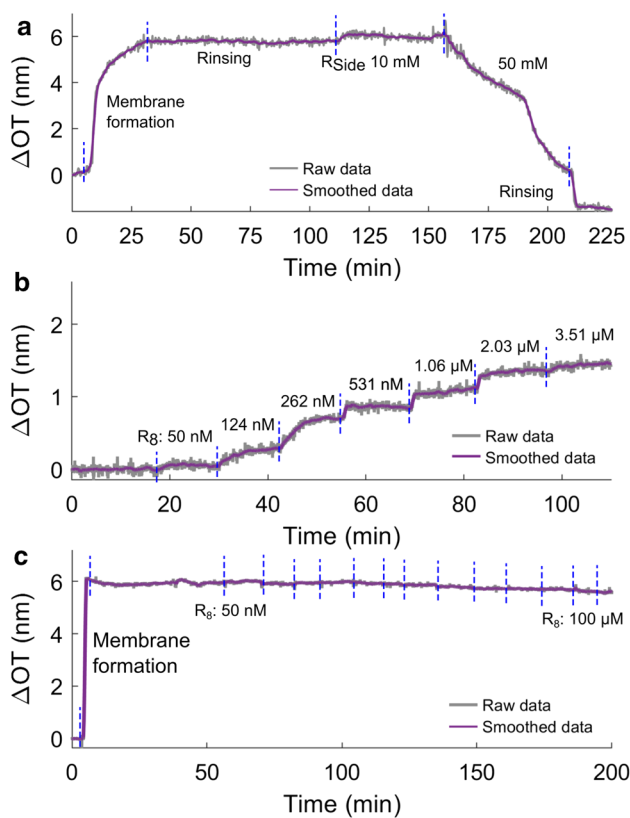 a
ΔOT (nm)
6
4
2
0
Rinsing
R_Side 10 mM
50 mM
Membrane
formation
Raw data
Smoothed data
Rinsing
0 25 50 75 100 125 150 175 200 225
Time (min)
b
ΔOT (nm)
2
1
0
R₈: 50 nM
124 nM
262 nM
531 nM
1.06 µM
2.03 µM
3.51 µM
Raw data
Smoothed data
0 20 40 60 80 100
Time (min)
c
ΔOT (nm)
6
4
2
0
Membrane
formation
R₈: 50 nM
R₈: 100 µM
Raw data
Smoothed data
0 50 100 150 200
Time (min)